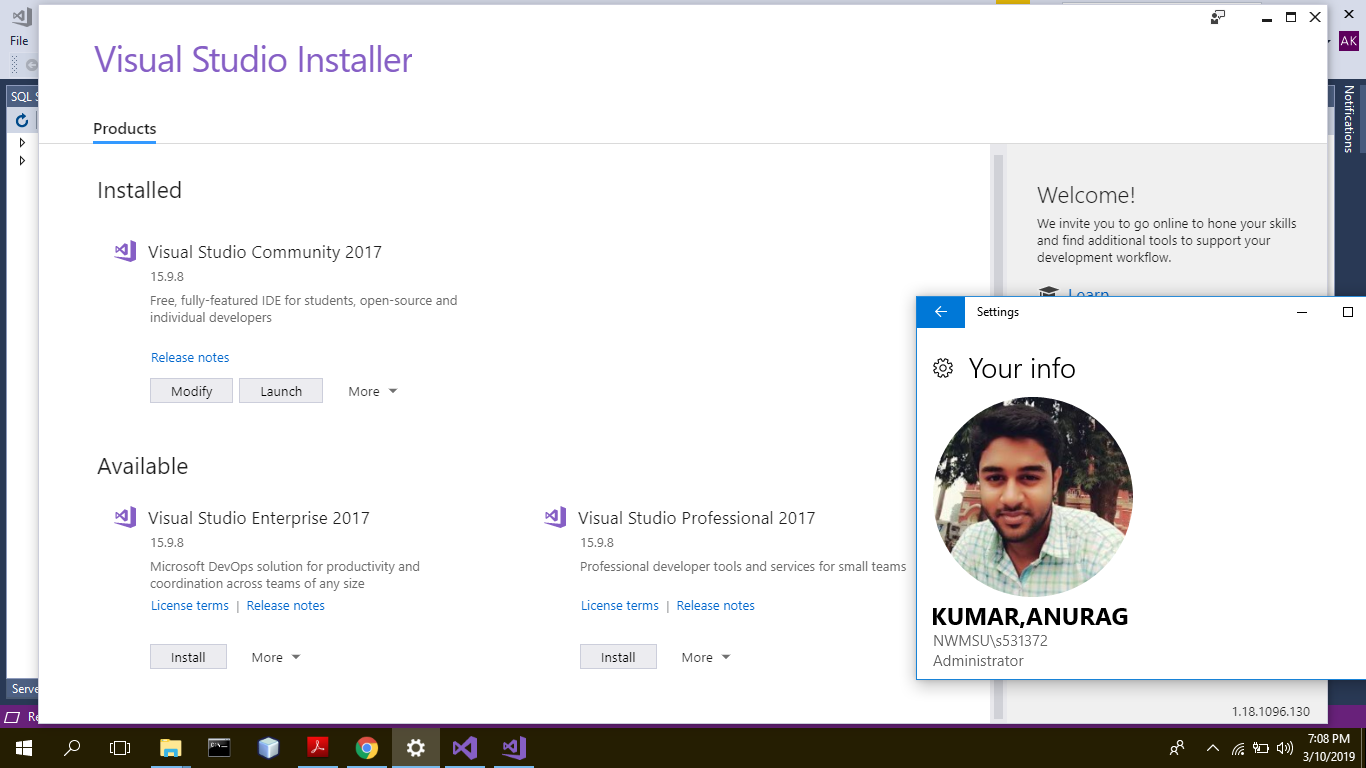 File
AK
SQL S
Notifications
Visual Studio Installer
Products
Installed
Visual Studio Community 2017
15.9.8
Free, fully-featured IDE for students, open-source and
individual developers
Release notes
Modify
Launch
More
Available
Visual Studio Enterprise 2017
15.9.8
Microsoft DevOps solution for productivity and
coordination across teams of any size
License terms | Release notes
Install
More
Visual Studio Professional 2017
15.9.8
Professional developer tools and services for small teams
License terms | Release notes
Install
More
Welcome!
We invite you to go online to hone your skills
and find additional tools to support your
development workflow.
Learn
Settings
Your info
KUMAR,ANURAG
NWMSU\s531372
Administrator
1.18.1096.130
Serve
Re
7:08 PM
3/10/2019